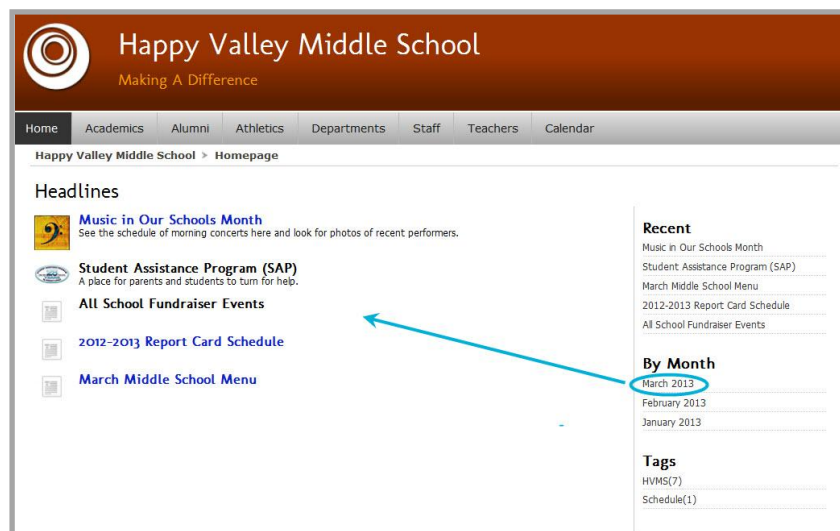 Happy Valley Middle School
Making A Difference
Home Academics Alumni Athletics Departments Staff Teachers Calendar
Happy Valley Middle School > Homepage
Headlines
Music in Our Schools Month
See the schedule of morning concerts here and look for photos of recent performers.
Student Assistance Program (SAP)
A place for parents and students to turn for help.
All School Fundraiser Events
2012-2013 Report Card Schedule
March Middle School Menu
Recent
Music in Our Schools Month
Student Assistance Program (SAP)
March Middle School Menu
2012-2013 Report Card Schedule
All School Fundraiser Events
By Month
March 2013
February 2013
January 2013
Tags
HVMS(7)
Schedule(1)